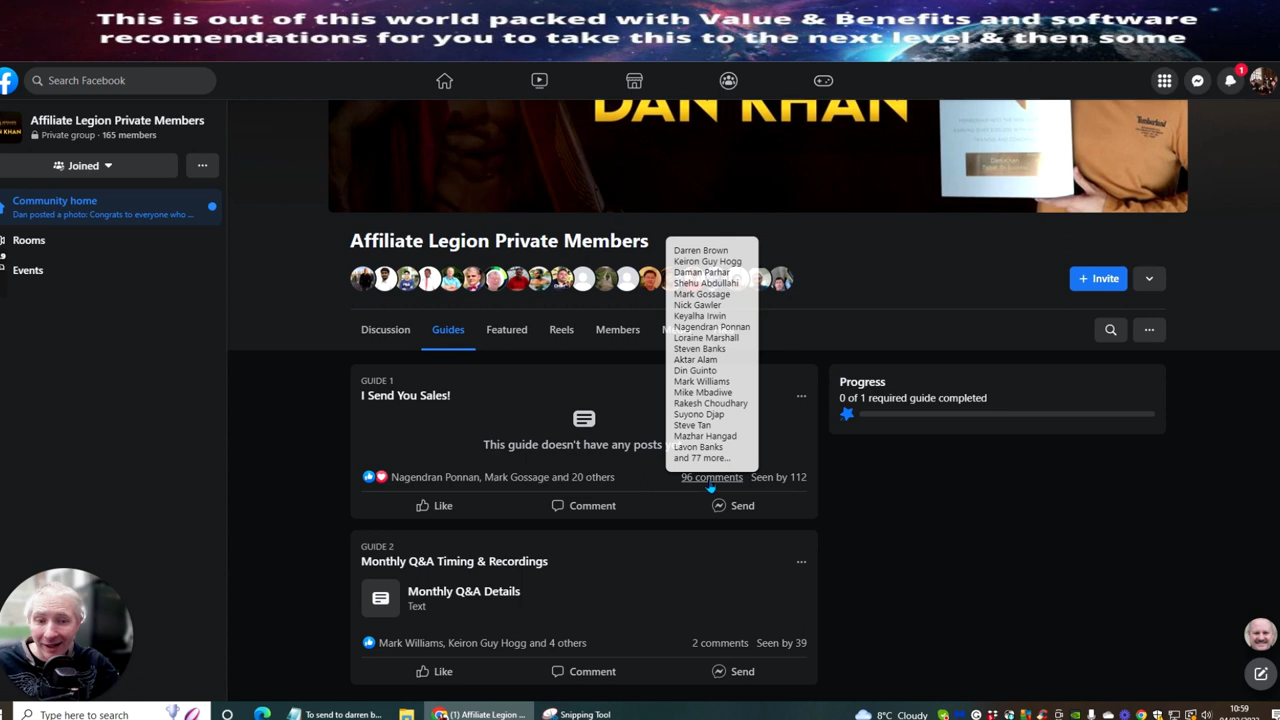 This is out of this world packed with Value & Benefits and software
recomendations for you to take this to the next level & then some
Search Facebook
1
Affiliate Legion Private Members
Private group · 165 members
Joined
Community home
Dan posted a photo: Congrats to everyone who ...
Rooms
Events
DAN KHAN
Timberland
Affiliate Legion Private Members
+ Invite
Discussion
Guides
Featured
Reels
Members
Darren Brown
Keiron Guy Hogg
Daman Parhar
Shehu Abdullahi
Mark Gossage
Nick Gawler
Keyalha Irwin
Nagendran Ponnan
Loraine Marshall
Steven Banks
Aktar Alam
Din Guinto
Mark Williams
Mike Mbadiwe
Rakesh Choudhary
Suyono Djap
Steve Tan
Mazhar Hangad
Lavon Banks
and 77 more...
GUIDE 1
I Send You Sales!
This guide doesn't have any posts
Nagendran Ponnan, Mark Gossage and 20 others
96 comments
Seen by 112
Like
Comment
Send
GUIDE 2
Monthly Q&A Timing & Recordings
Monthly Q&A Details
Text
Mark Williams, Keiron Guy Hogg and 4 others
2 comments
Seen by 39
Like
Comment
Send
Progress
0 of 1 required guide completed
Type here to search
To send to darren b...
(1) Affiliate Legion ...
Snipping Tool
8°C Cloudy
10:59